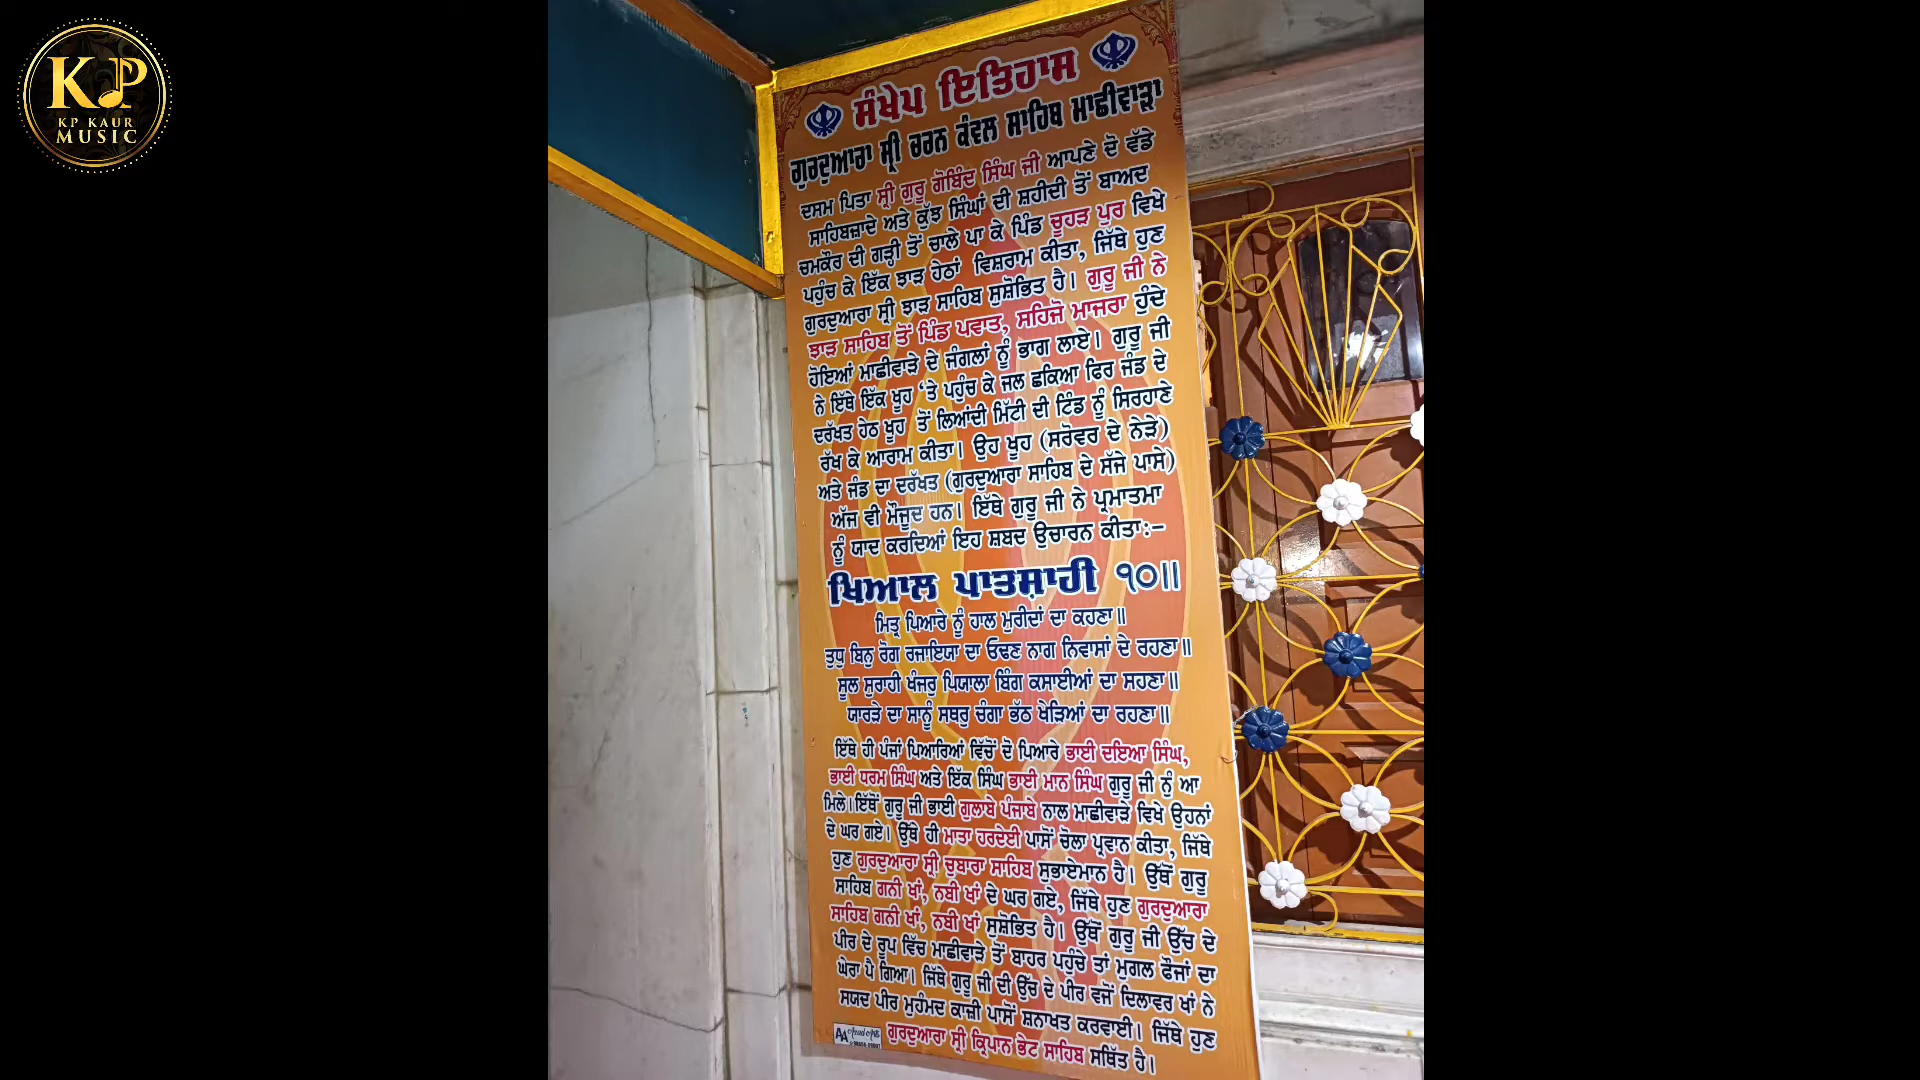 KP
KP KAUR
MUSIC
ਸੰਖੇਪ ਇਤਿਹਾਸ
ਗੁਰਦੁਆਰਾ ਸ੍ਰੀ ਚਰਨ ਕੰਵਲ ਸਾਹਿਬ ਮਾਛੀਵਾੜਾ
ਦਸਮ ਪਿਤਾ ਸ੍ਰੀ ਗੁਰੂ ਗੋਬਿੰਦ ਸਿੰਘ ਜੀ ਆਪਣੇ ਦੋ ਵੱਡੇ
ਸਾਹਿਬਜ਼ਾਦੇ ਅਤੇ ਕੁੱਝ ਸਿੰਘਾਂ ਦੀ ਸ਼ਹੀਦੀ ਤੋਂ ਬਾਅਦ
ਚਮਕੌਰ ਦੀ ਗੜ੍ਹੀ ਤੋਂ ਚਾਲੇ ਪਾ ਕੇ ਪਿੰਡ ਚੂਹੜ ਪੁਰ ਵਿਖੇ
ਪਹੁੰਚ ਕੇ ਇੱਕ ਝਾੜ ਹੇਠਾਂ ਵਿਸ਼ਰਾਮ ਕੀਤਾ, ਜਿੱਥੇ ਹੁਣ
ਗੁਰਦੁਆਰਾ ਸ੍ਰੀ ਝਾੜ ਸਾਹਿਬ ਸੁਸ਼ੋਭਿਤ ਹੈ। ਗੁਰੂ ਜੀ ਨੇ
ਝਾੜ ਸਾਹਿਬ ਤੋਂ ਪਿੰਡ ਪਵਾਤ, ਸਹਿਜੋ ਮਾਜਰਾ ਹੁੰਦੇ
ਹੋਇਆਂ ਮਾਛੀਵਾੜੇ ਦੇ ਜੰਗਲਾਂ ਨੂੰ ਭਾਗ ਲਾਏ। ਗੁਰੂ ਜੀ
ਨੇ ਇੱਥੇ ਇੱਕ ਖੂਹ ‘ਤੇ ਪਹੁੰਚ ਕੇ ਜਲ ਛਕਿਆ ਫਿਰ ਜੰਡ ਦੇ
ਦਰੱਖਤ ਹੇਠ ਖੂਹ ਤੋਂ ਲਿਆਂਦੀ ਮਿੱਟੀ ਦੀ ਟਿੰਡ ਨੂੰ ਸਿਰਹਾਣੇ
ਰੱਖ ਕੇ ਆਰਾਮ ਕੀਤਾ। ਉਹ ਖੂਹ (ਸਰੋਵਰ ਦੇ ਨੇੜੇ)
ਅਤੇ ਜੰਡ ਦਾ ਦਰੱਖਤ (ਗੁਰਦੁਆਰਾ ਸਾਹਿਬ ਦੇ ਸੱਜੇ ਪਾਸੇ)
ਅੱਜ ਵੀ ਮੌਜੂਦ ਹਨ। ਇੱਥੇ ਗੁਰੂ ਜੀ ਨੇ ਪ੍ਰਮਾਤਮਾ
ਨੂੰ ਯਾਦ ਕਰਦਿਆਂ ਇਹ ਸ਼ਬਦ ਉਚਾਰਨ ਕੀਤਾ:-
ਖਿਆਲ ਪਾਤਸ਼ਾਹੀ ੧੦॥
ਮਿਤ੍ਰ ਪਿਆਰੇ ਨੂੰ ਹਾਲ ਮੁਰੀਦਾਂ ਦਾ ਕਹਣਾ॥
ਤੁਧੁ ਬਿਨੁ ਰੋਗ ਰਜਾਇਯਾ ਦਾ ਓਢਣ ਨਾਗ ਨਿਵਾਸਾਂ ਦੇ ਰਹਣਾ॥
ਸੂਲ ਸੁਰਾਹੀ ਖੰਜਰੁ ਪਿਯਾਲਾ ਬਿੰਗ ਕਸਾਈਆਂ ਦਾ ਸਹਣਾ॥
ਯਾਰੜੇ ਦਾ ਸਾਨੂੰ ਸਥਰੁ ਚੰਗਾ ਭੱਠ ਖੇੜਿਆਂ ਦਾ ਰਹਣਾ॥
ਇੱਥੇ ਹੀ ਪੰਜਾਂ ਪਿਆਰਿਆਂ ਵਿੱਚੋਂ ਦੋ ਪਿਆਰੇ ਭਾਈ ਦਇਆ ਸਿੰਘ,
ਭਾਈ ਧਰਮ ਸਿੰਘ ਅਤੇ ਇੱਕ ਸਿੰਘ ਭਾਈ ਮਾਨ ਸਿੰਘ ਗੁਰੂ ਜੀ ਨੂੰ ਆ
ਮਿਲੇ। ਇੱਥੋਂ ਗੁਰੂ ਜੀ ਭਾਈ ਗੁਲਾਬੇ ਪੰਜਾਬੇ ਨਾਲ ਮਾਛੀਵਾੜੇ ਵਿਖੇ ਉਹਨਾਂ
ਦੇ ਘਰ ਗਏ। ਉੱਥੇ ਹੀ ਮਾਤਾ ਹਰਦੇਈ ਪਾਸੋਂ ਚੋਲਾ ਪ੍ਰਵਾਨ ਕੀਤਾ, ਜਿੱਥੇ
ਹੁਣ ਗੁਰਦੁਆਰਾ ਸ੍ਰੀ ਚੁਬਾਰਾ ਸਾਹਿਬ ਸੁਭਾਏਮਾਨ ਹੈ। ਉੱਥੋਂ ਗੁਰੂ
ਸਾਹਿਬ ਗਨੀ ਖਾਂ, ਨਬੀ ਖਾਂ ਦੇ ਘਰ ਗਏ, ਜਿੱਥੇ ਹੁਣ ਗੁਰਦੁਆਰਾ
ਸਾਹਿਬ ਗਨੀ ਖਾਂ, ਨਬੀ ਖਾਂ ਸੁਸ਼ੋਭਿਤ ਹੈ। ਉੱਥੋਂ ਗੁਰੂ ਜੀ ਉੱਚ ਦੇ
ਪੀਰ ਦੇ ਰੂਪ ਵਿੱਚ ਮਾਛੀਵਾੜੇ ਤੋਂ ਬਾਹਰ ਪਹੁੰਚੇ ਤਾਂ ਮੁਗਲ ਫੌਜਾਂ ਦਾ
ਘੇਰਾ ਪੈ ਗਿਆ। ਜਿੱਥੇ ਗੁਰੂ ਜੀ ਦੀ ਉੱਚ ਦੇ ਪੀਰ ਵਜੋਂ ਦਿਲਾਵਰ ਖਾਂ ਨੇ
ਸਯਦ ਪੀਰ ਮੁਹੰਮਦ ਕਾਜ਼ੀ ਪਾਸੋਂ ਸ਼ਨਾਖਤ ਕਰਵਾਈ। ਜਿੱਥੇ ਹੁਣ
ਗੁਰਦੁਆਰਾ ਸ੍ਰੀ ਕ੍ਰਿਪਾਨ ਭੇਟ ਸਾਹਿਬ ਸਥਿੱਤ ਹੈ।